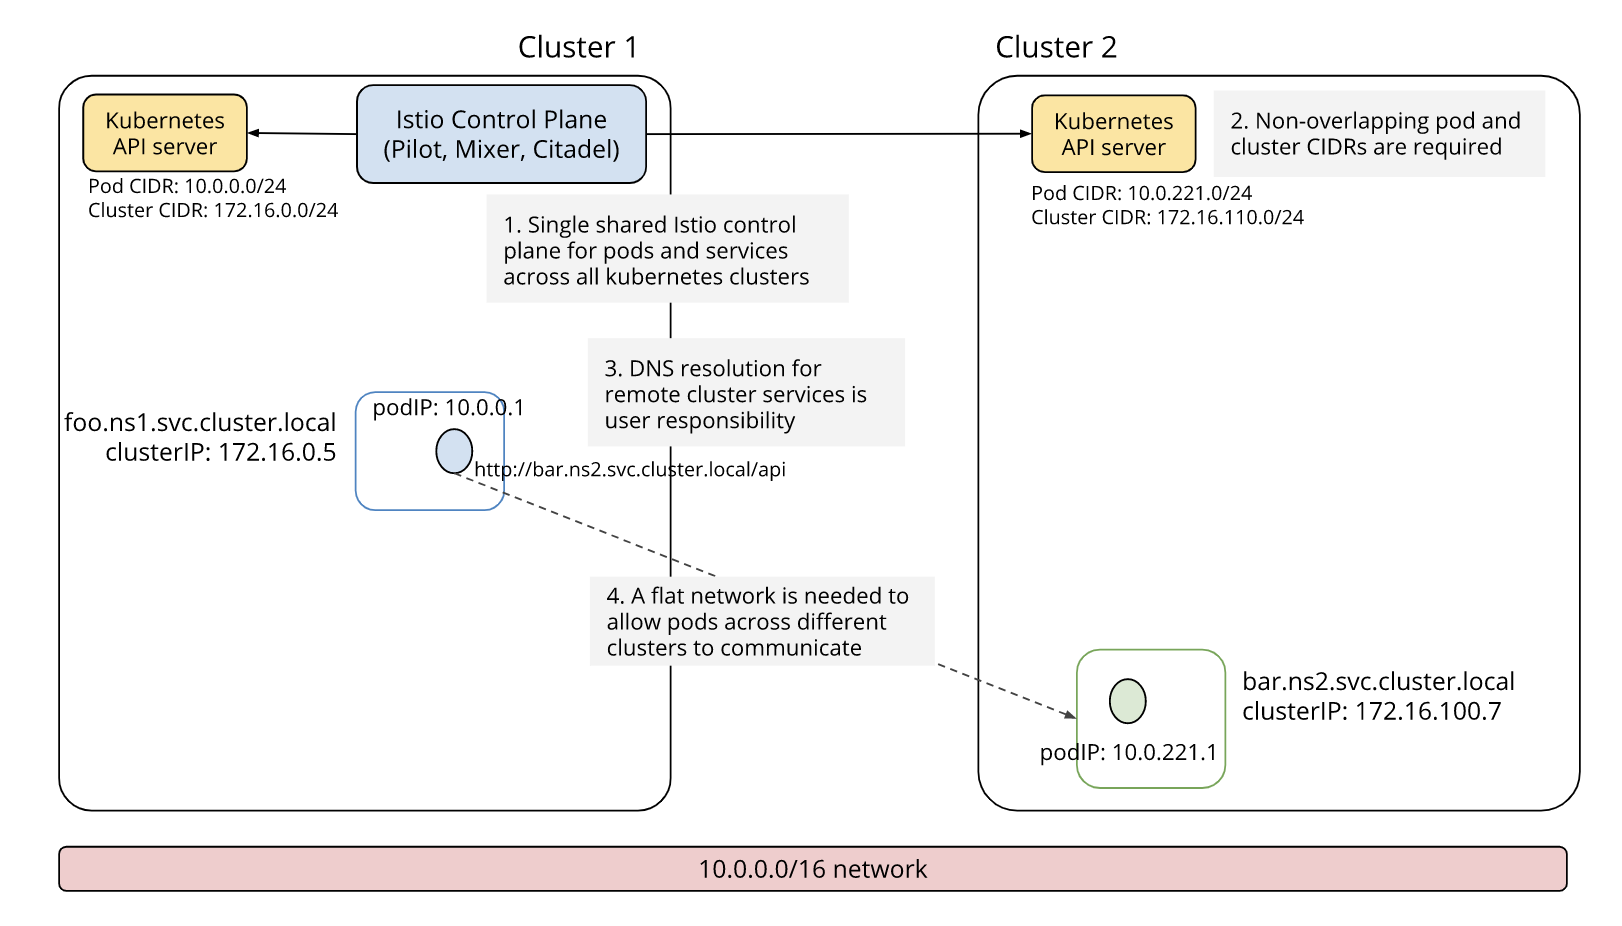 Cluster 1
Cluster 2
Kubernetes
API server
Pod CIDR: 10.0.0.0/24
Cluster CIDR: 172.16.0.0/24
Istio Control Plane
(Pilot, Mixer, Citadel)
Kubernetes
API server
Pod CIDR: 10.0.221.0/24
Cluster CIDR: 172.16.110.0/24
2. Non-overlapping pod and
cluster CIDRs are required
1. Single shared Istio control
plane for pods and services
across all kubernetes clusters
3. DNS resolution for
remote cluster services is
user responsibility
foo.ns1.svc.cluster.local
clusterIP: 172.16.0.5
podIP: 10.0.0.1
http://bar.ns2.svc.cluster.local/api
4. A flat network is needed to
allow pods across different
clusters to communicate
bar.ns2.svc.cluster.local
clusterIP: 172.16.100.7
podIP: 10.0.221.1
10.0.0.0/16 network